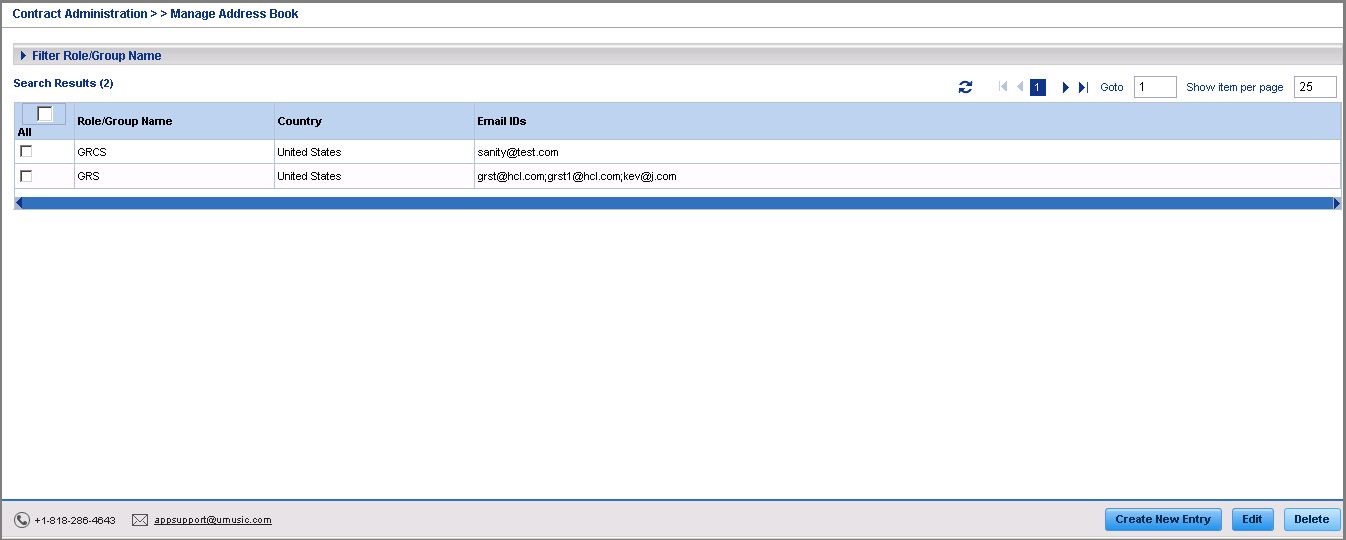 Contract Administration > > Manage Address Book
Filter Role/Group Name
Search Results (2)
1 Goto 1 Show item per page 25
All Role/Group Name Country Email IDs
GRCS United States sanity@test.com
GRS United States grst@hcl.com;grst1@hcl.com;kev@j.com
+1-818-286-4643 appsupport@umusic.com Create New Entry Edit Delete